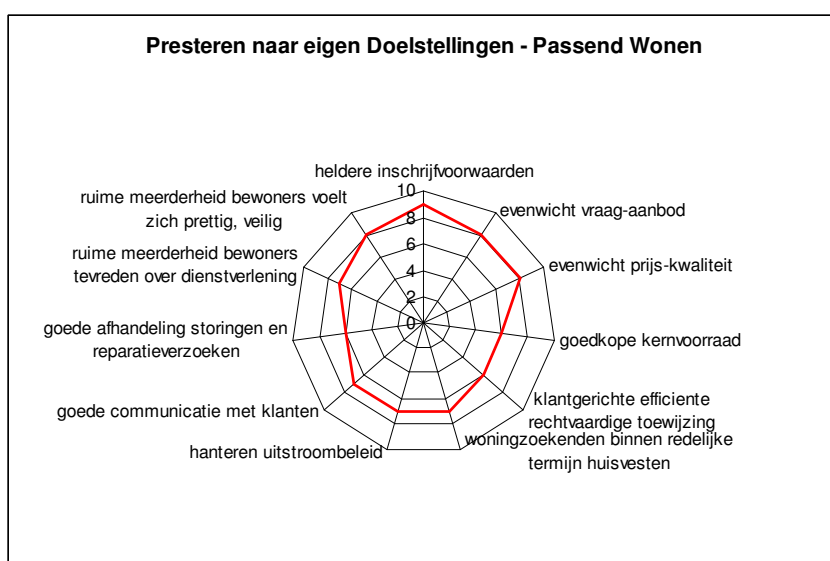 Presteren naar eigen Doelstellingen - Passend Wonen
heldere inschrijfvoorwaarden
ruime meerderheid bewoners voelt
zich prettig, veilig
evenwicht vraag-aanbod
ruime meerderheid bewoners
tevreden over dienstverlening
evenwicht prijs-kwaliteit
goede afhandeling storingen en
reparatieverzoeken
goedkope kernvoorraad
goede communicatie met klanten
klantgerichte efficiente
rechtvaardige toewijzing
hanteren uitstroombeleid
woningzoekenden binnen redelijke
termijn huisvesten
10
8
6
4
2
0